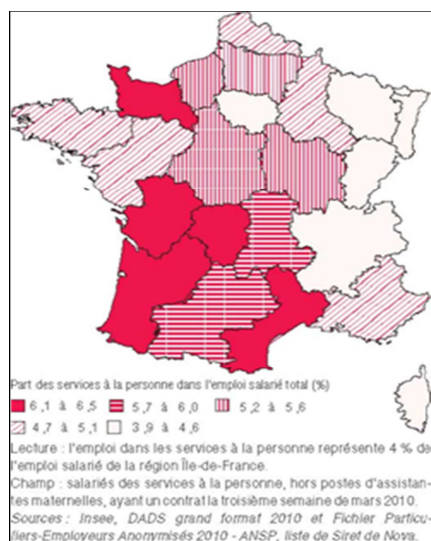 Part des services à la personne dans l'emploi salarié total (%)
6,1 à 6,5 5,7 à 6,0 5,2 à 5,6
4,7 à 5,1 3,9 à 4,6
Lecture : l'emploi dans les services à la personne représente 4 % de
l'emploi salarié de la région Île-de-France.
Champ : salariés des services à la personne, hors postes d'assistan-
tes maternelles, ayant un contrat la troisième semaine de mars 2010.
Sources : Insee, DADS grand format 2010 et Fichier Particu-
liers-Employeurs Anonymisés 2010 - ANSP, liste de Siret de Nova.